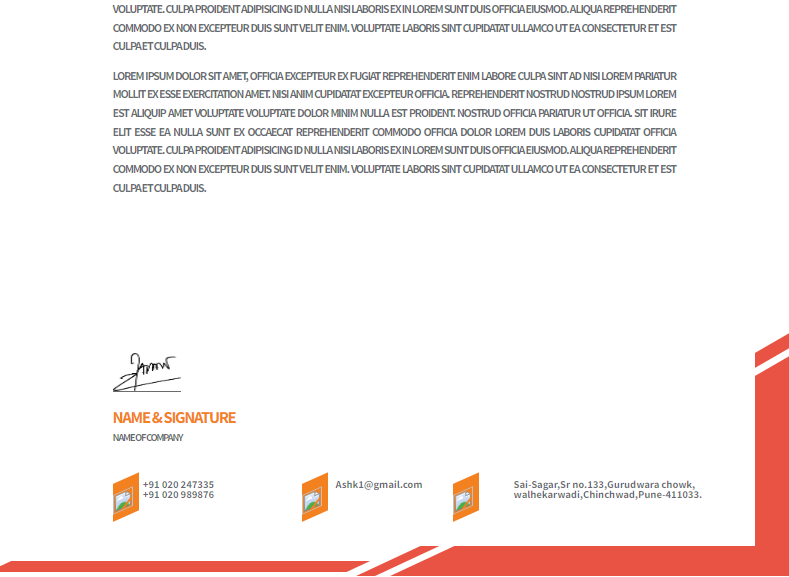 VOLUPTATE. CULPA PROIDENT ADIPISICING ID NULLA NISI LABORIS EX IN LOREM SUNT DUIS OFFICIA EIUSMOD. ALIQUA REPREHENDERIT
COMMODO EX NON EXCEPTEUR DUIS SUNT VELIT ENIM. VOLUPTATE LABORIS SINT CUPIDATAT ULLAMCO UT EA CONSECTETUR ET EST
CULPA ET CULPA DUIS.
LOREM IPSUM DOLOR SIT AMET, OFFICIA EXCEPTEUR EX FUGIAT REPREHENDERIT ENIM LABORE CULPA SINT AD NISI LOREM PARIATUR
MOLLIT EX ESSE EXERCITATION AMET. NISI ANIM CUPIDATAT EXCEPTEUR OFFICIA. REPREHENDERIT NOSTRUD NOSTRUD IPSUM LOREM
EST ALIQUIP AMET VOLUPTATE VOLUPTATE DOLOR MINIM NULLA EST PROIDENT. NOSTRUD OFFICIA PARIATUR UT OFFICIA. SIT IRURE
ELIT ESSE EA NULLA SUNT EX OCCAECAT REPREHENDERIT COMMODO OFFICIA DOLOR LOREM DUIS LABORIS CUPIDATAT OFFICIA
VOLUPTATE. CULPA PROIDENT ADIPISICING ID NULLA NISI LABORIS EX IN LOREM SUNT DUIS OFFICIA EIUSMOD. ALIQUA REPREHENDERIT
COMMODO EX NON EXCEPTEUR DUIS SUNT VELIT ENIM. VOLUPTATE LABORIS SINT CUPIDATAT ULLAMCO UT EA CONSECTETUR ET EST
CULPA ET CULPA DUIS.
NAME & SIGNATURE
NAME OF COMPANY
+91 020 247335
+91 020 989876
Ashk1@gmail.com
Sai-Sagar,Sr no.133,Gurudwara chowk,
walhekarwadi,Chinchwad,Pune-411033.